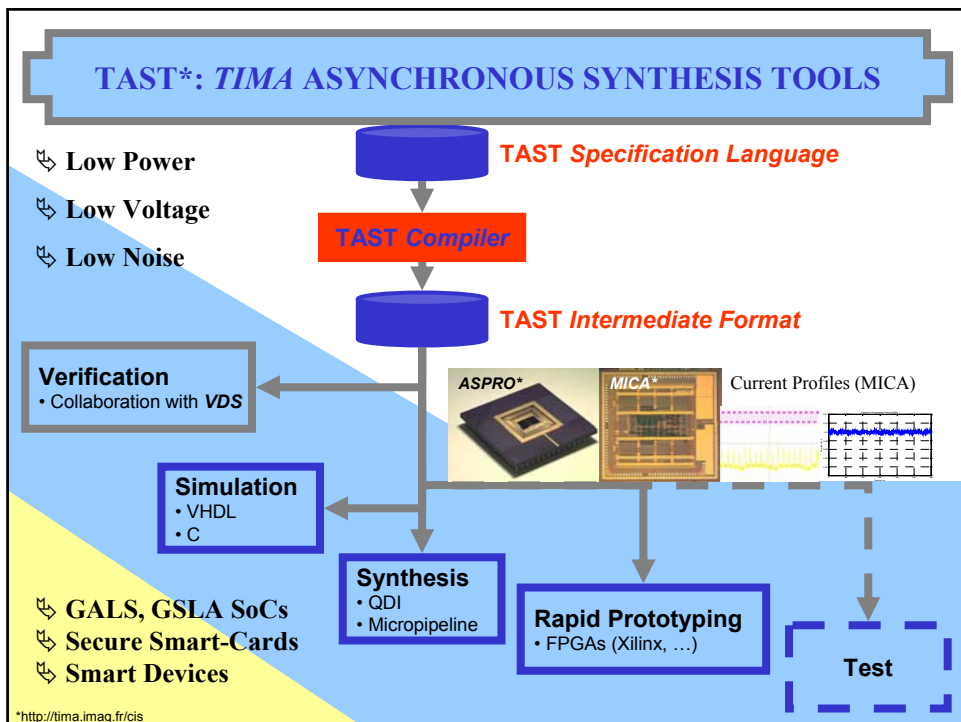 TAST*: TIMA ASYNCHRONOUS SYNTHESIS TOOLS
Low Power
Low Voltage
Low Noise
TAST Specification Language
TAST Compiler
TAST Intermediate Format
Verification
• Collaboration with VDS
ASPRO*
MICA*
Current Profiles (MICA)
Simulation
• VHDL
• C
Synthesis
• QDI
• Micropipeline
Rapid Prototyping
• FPGAs (Xilinx, …)
Test
GALS, GSLA SoCs
Secure Smart-Cards
Smart Devices
*http://tima.imag.fr/cis